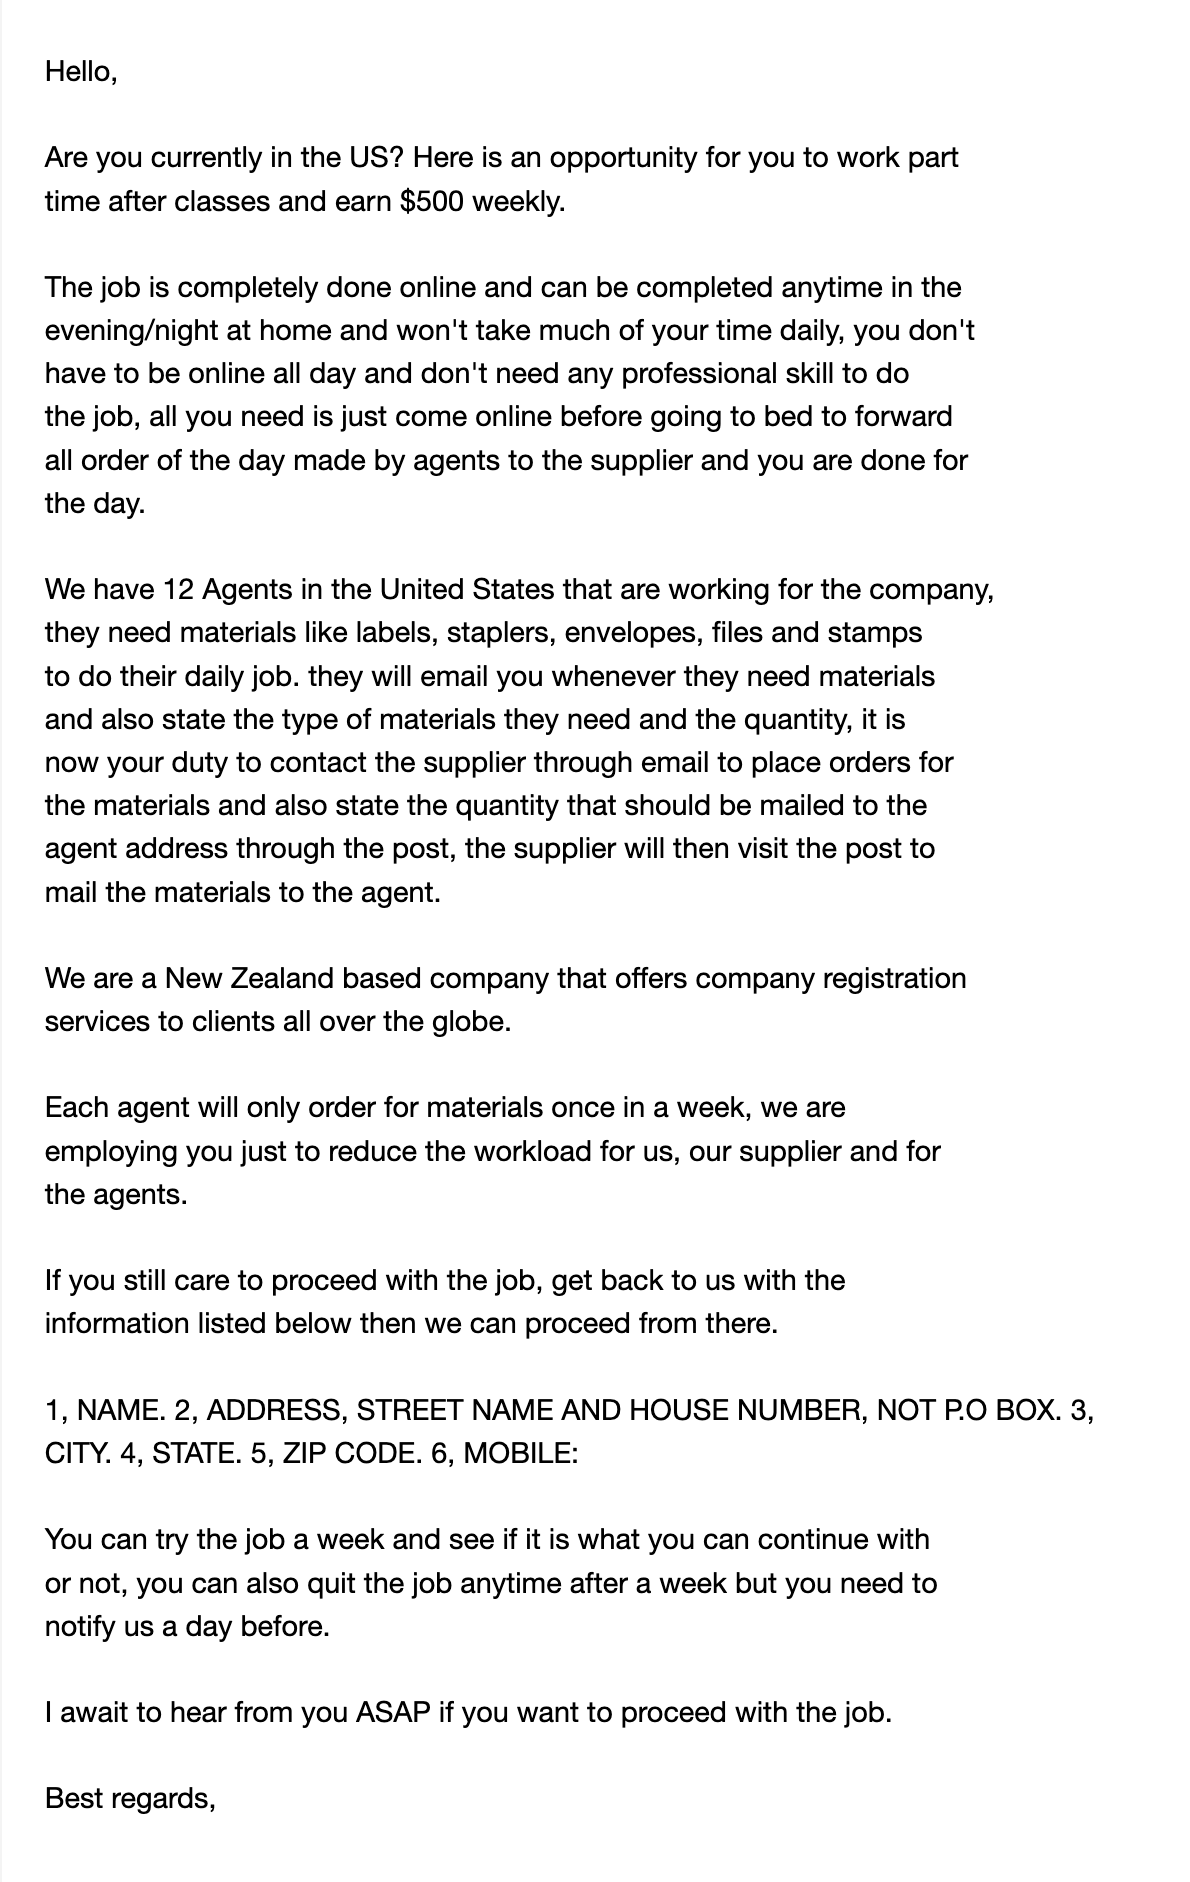 Hello,
Are you currently in the US? Here is an opportunity for you to work part
time after classes and earn $500 weekly.
The job is completely done online and can be completed anytime in the
evening/night at home and won't take much of your time daily, you don't
have to be online all day and don't need any professional skill to do
the job, all you need is just come online before going to bed to forward
all order of the day made by agents to the supplier and you are done for
the day.
We have 12 Agents in the United States that are working for the company,
they need materials like labels, staplers, envelopes, files and stamps
to do their daily job. they will email you whenever they need materials
and also state the type of materials they need and the quantity, it is
now your duty to contact the supplier through email to place orders for
the materials and also state the quantity that should be mailed to the
agent address through the post, the supplier will then visit the post to
mail the materials to the agent.
We are a New Zealand based company that offers company registration
services to clients all over the globe.
Each agent will only order for materials once in a week, we are
employing you just to reduce the workload for us, our supplier and for
the agents.
If you still care to proceed with the job, get back to us with the
information listed below then we can proceed from there.
1, NAME. 2, ADDRESS, STREET NAME AND HOUSE NUMBER, NOT P.O BOX. 3,
CITY. 4, STATE. 5, ZIP CODE. 6, MOBILE:
You can try the job a week and see if it is what you can continue with
or not, you can also quit the job anytime after a week but you need to
notify us a day before.
I await to hear from you ASAP if you want to proceed with the job.
Best regards,